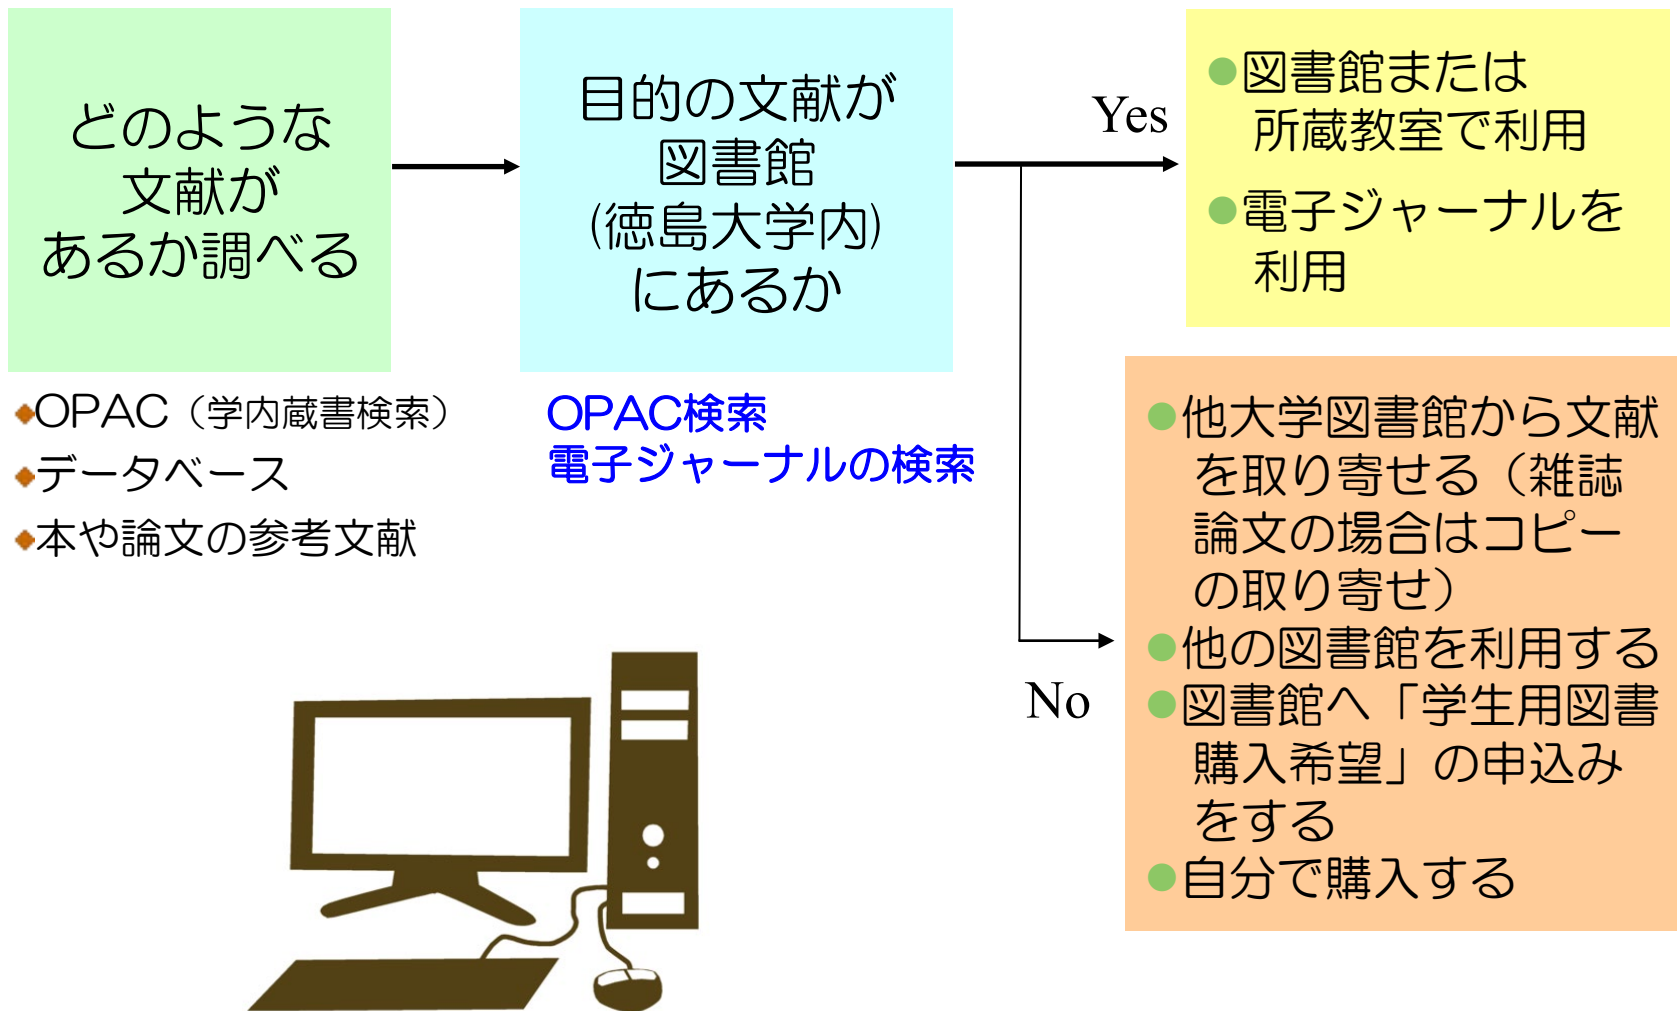 どのような
文献が
あるか調べる
◆OPAC（学内蔵書検索）
◆データベース
◆本や論文の参考文献
目的の文献が
図書館
(徳島大学内)
にあるか
OPAC検索
電子ジャーナルの検索
Yes
●図書館または
所蔵教室で利用
●電子ジャーナルを
利用
No
●他大学図書館から文献
を取り寄せる（雑誌
論文の場合はコピー
の取り寄せ）
●他の図書館を利用する
●図書館へ「学生用図書
購入希望」の申込み
をする
●自分で購入する